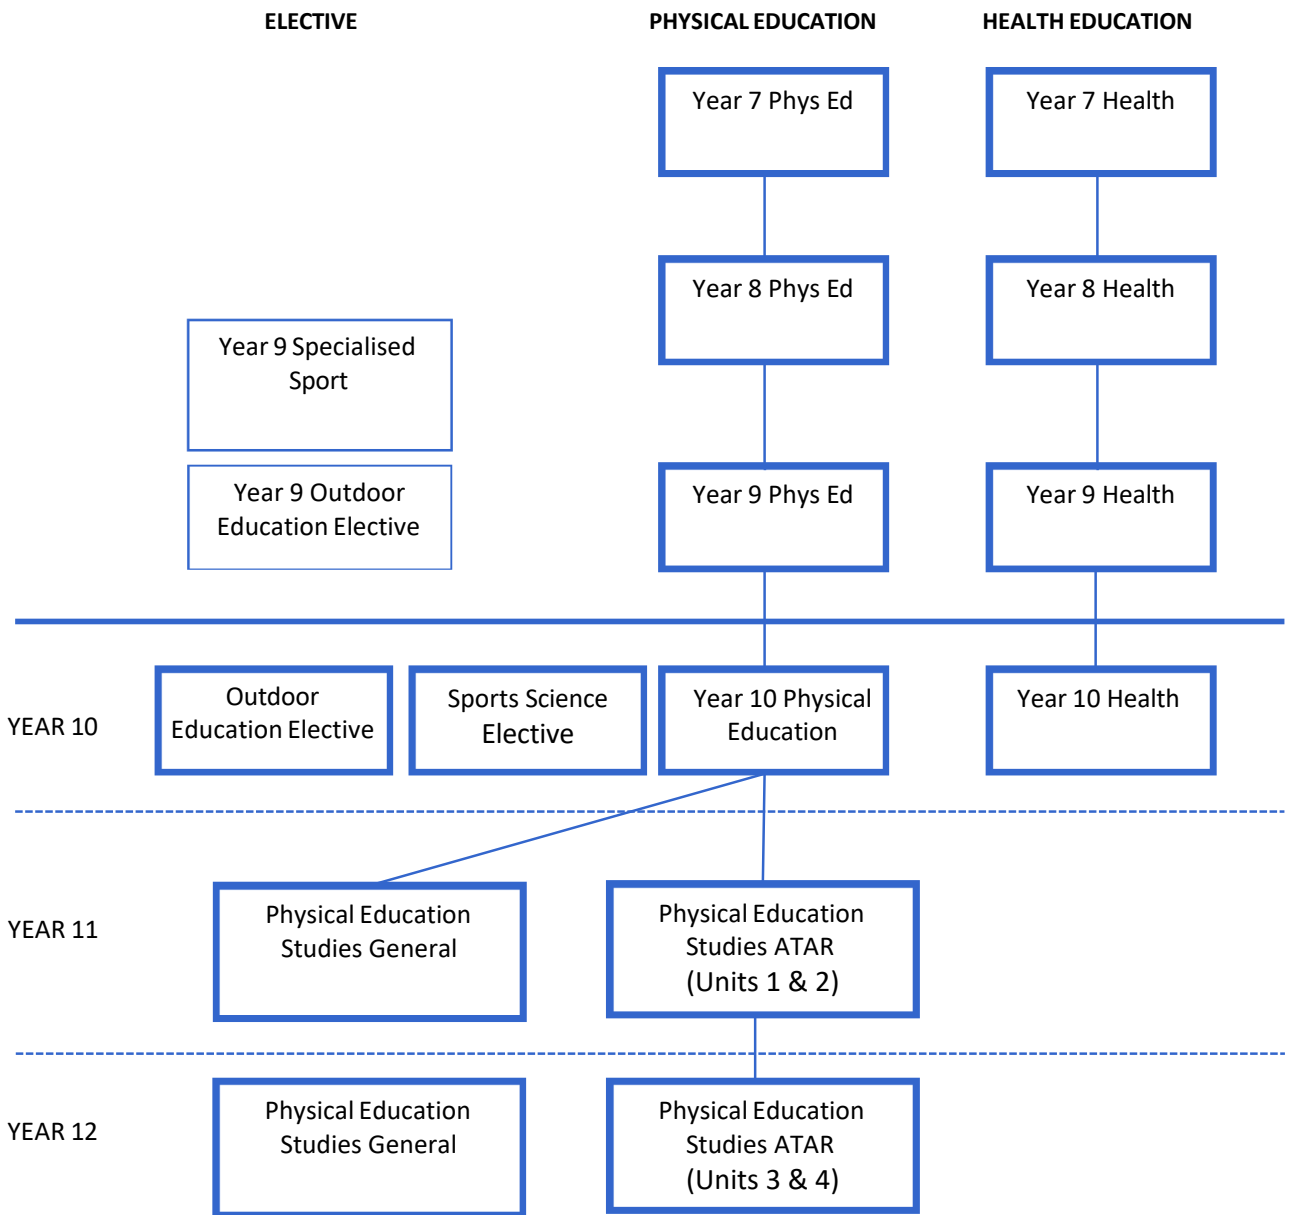 ELECTIVE
PHYSICAL EDUCATION
HEALTH EDUCATION
Year 7 Phys Ed
Year 7 Health
Year 8 Phys Ed
Year 8 Health
Year 9 Specialised
Sport
Year 9 Outdoor
Education Elective
Year 9 Phys Ed
Year 9 Health
YEAR 10
Outdoor
Education Elective
Sports Science
Elective
Year 10 Physical
Education
Year 10 Health
YEAR 11
Physical Education
Studies General
Physical Education
Studies ATAR
(Units 1 & 2)
YEAR 12
Physical Education
Studies General
Physical Education
Studies ATAR
(Units 3 & 4)